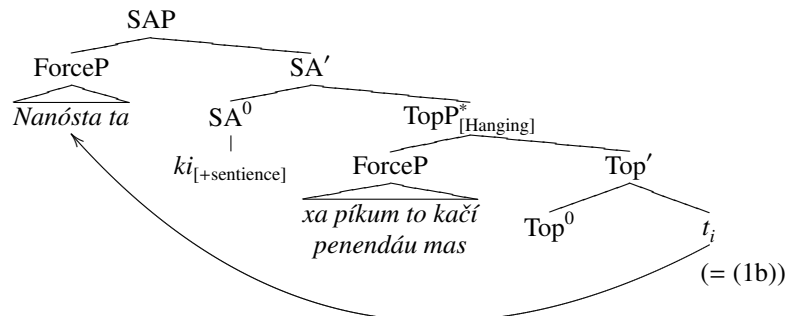 SAP
ForceP SA′
Nanósta ta SA⁰ TopP*[Hanging]
ki[+sentience] ForceP Top′
xa píkum to kačí
penendáu mas
Top⁰ tᵢ
(= (1b))